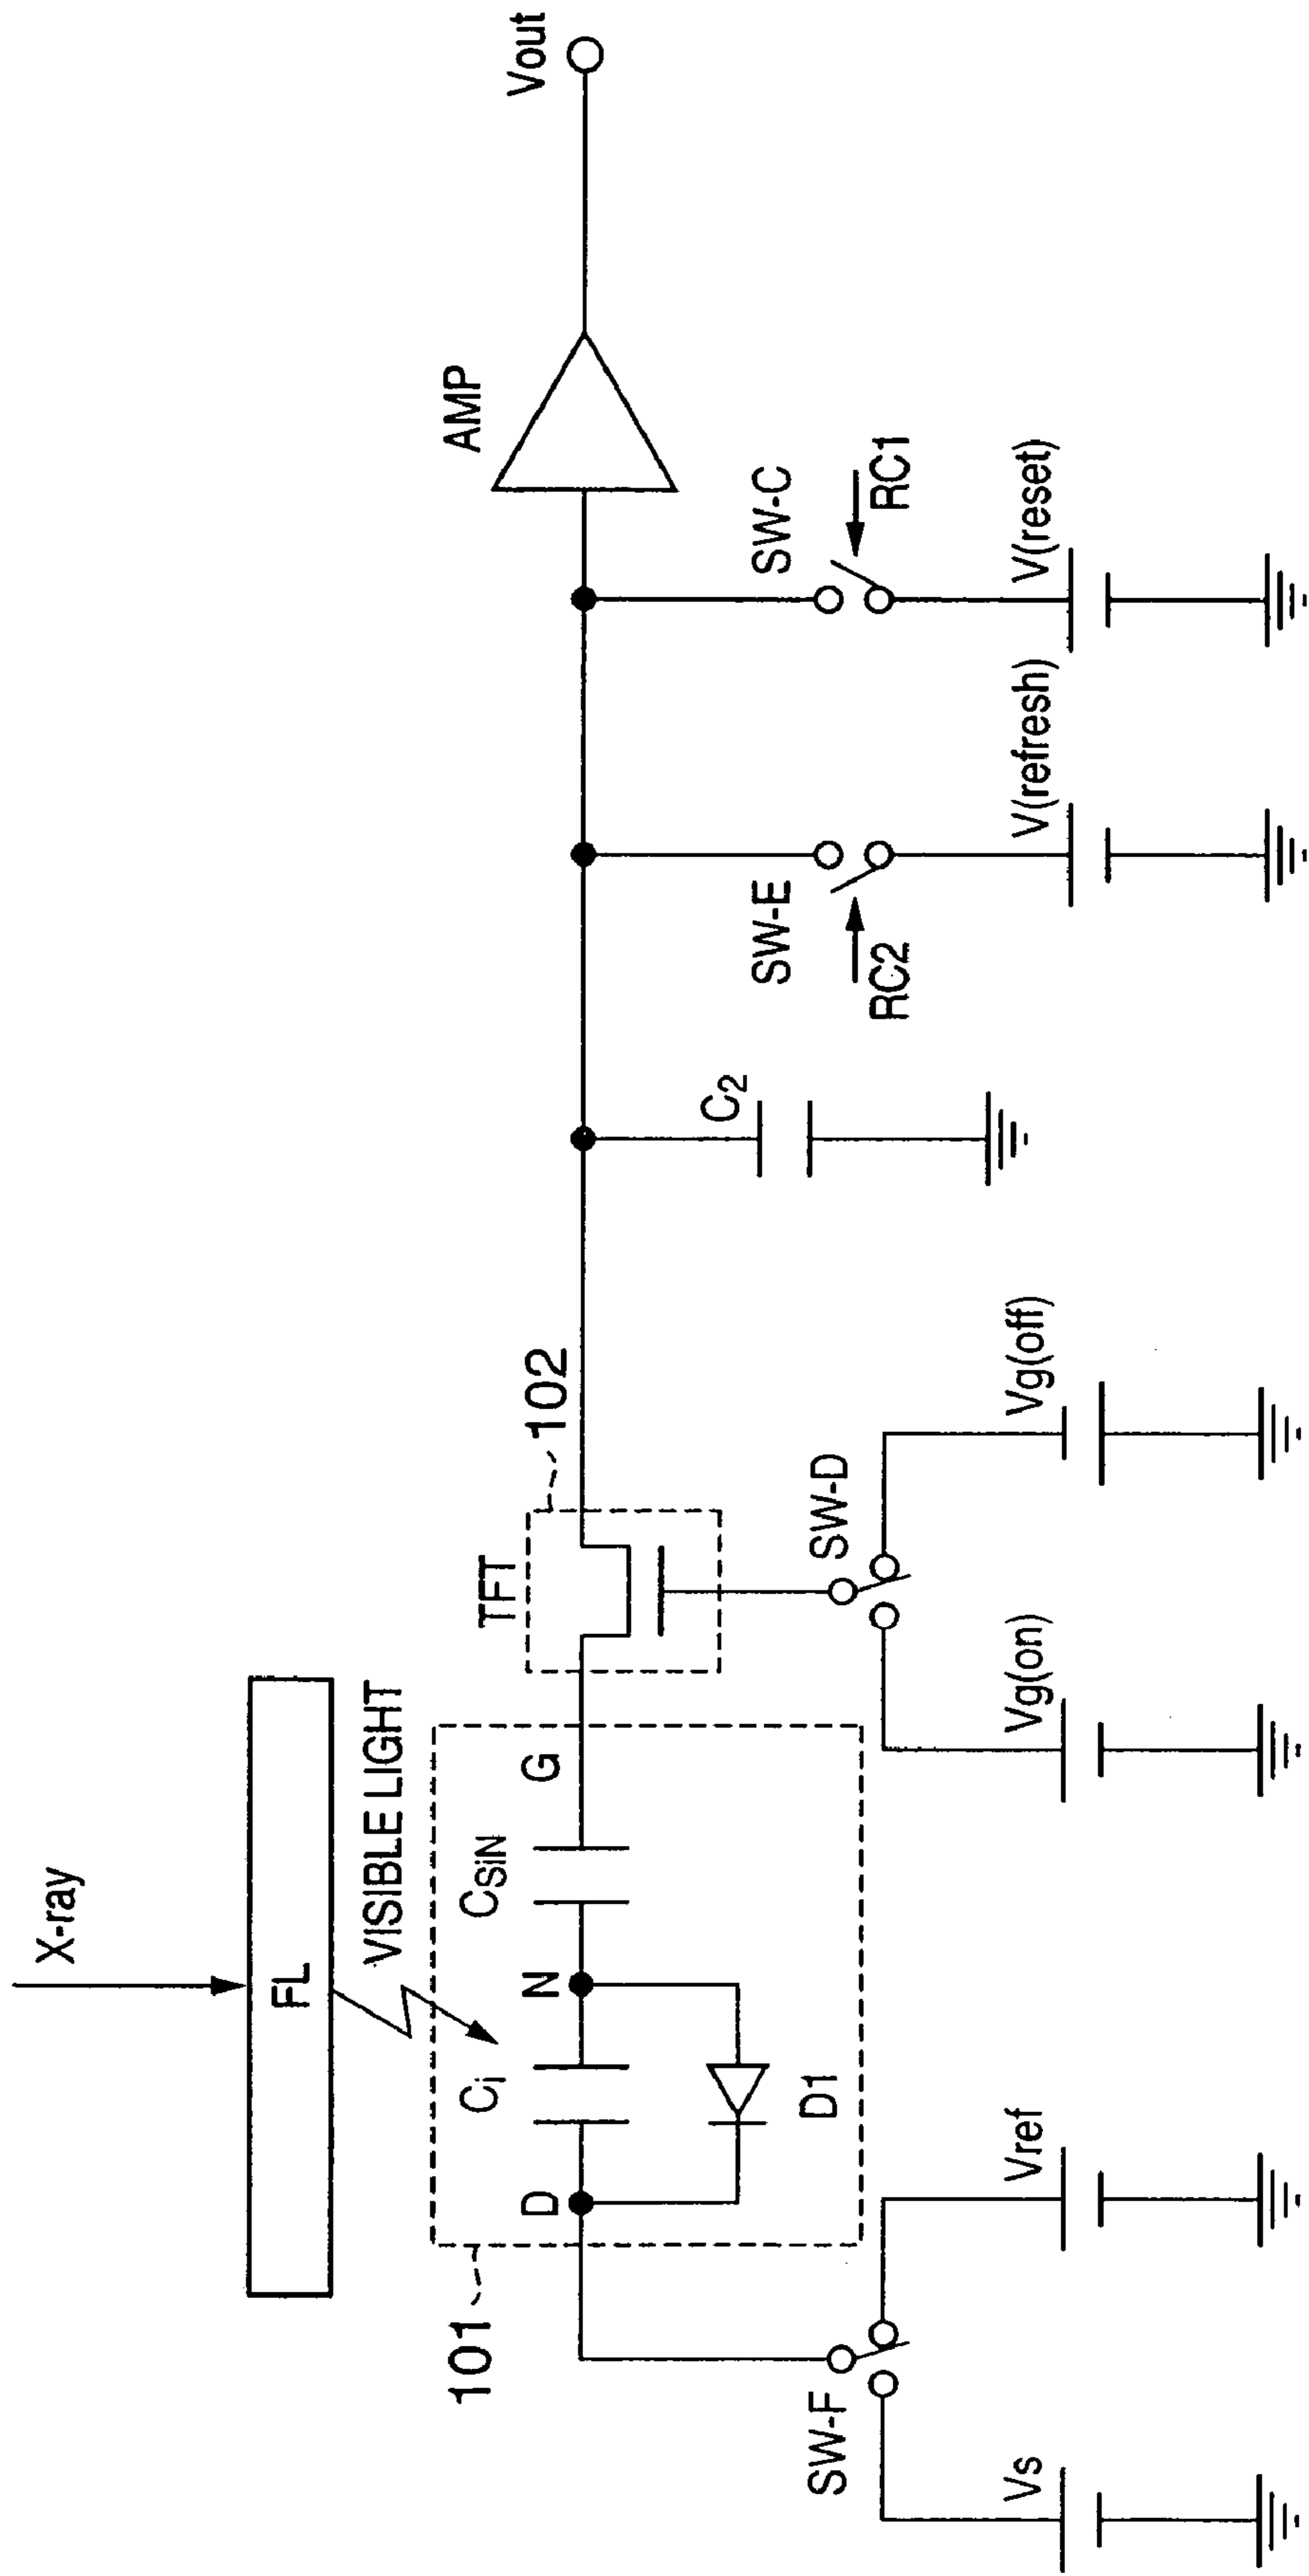 X-ray
FL
VISIBLE LIGHT
101
D
Ci
N
CSiN
G
D1
TFT
102
C2
AMP
Vout
SW-F
SW-D
SW-E
RC2
SW-C
RC1
Vs
Vref
Vg(on)
Vg(off)
V(refresh)
V(reset)